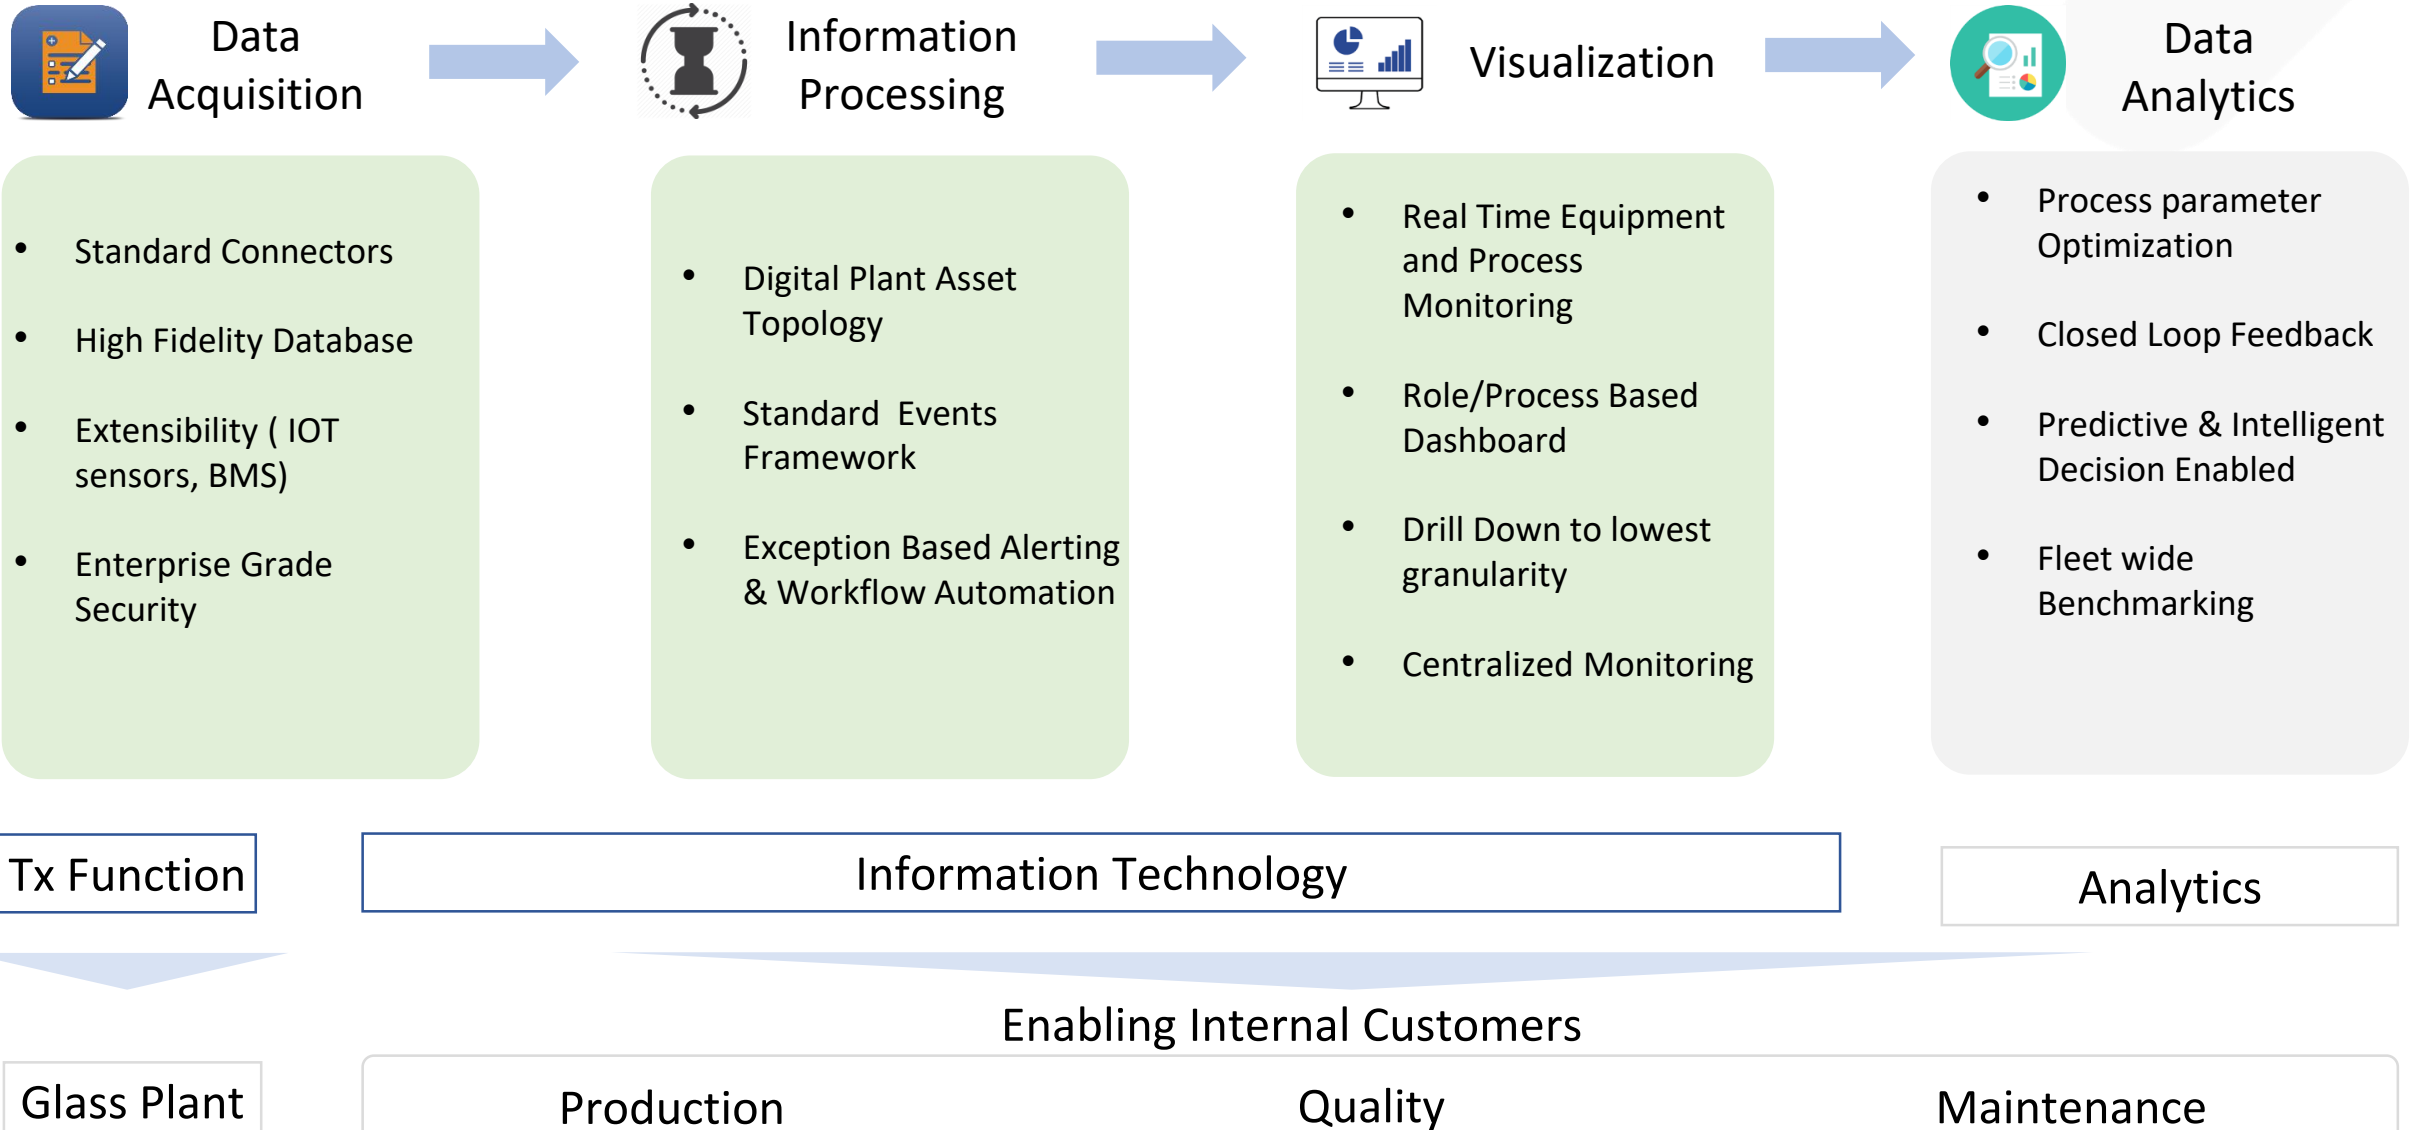 Data
Acquisition
Information
Processing
Visualization
Data
Analytics
• Standard Connectors
• High Fidelity Database
• Extensibility ( IOT
sensors, BMS)
• Enterprise Grade
Security
• Digital Plant Asset
Topology
• Standard  Events
Framework
• Exception Based Alerting
& Workflow Automation
• Real Time Equipment
and Process
Monitoring
• Role/Process Based
Dashboard
• Drill Down to lowest
granularity
• Centralized Monitoring
• Process parameter
Optimization
• Closed Loop Feedback
• Predictive & Intelligent
Decision Enabled
• Fleet wide
Benchmarking
Tx Function
Information Technology
Analytics
Enabling Internal Customers
Glass Plant
Production
Quality
Maintenance